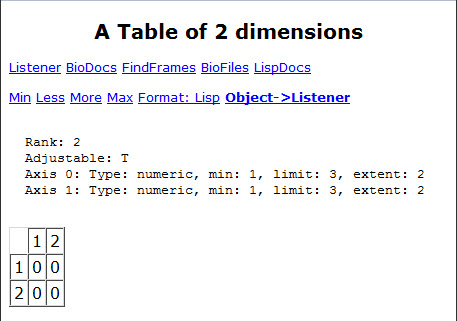 A Table of 2 dimensions
Listener BioDocs FindFrames BioFiles LispDocs
Min Less More Max Format: Lisp Object->Listener
Rank: 2
Adjustable: T
Axis 0: Type: numeric, min: 1, limit: 3, extent: 2
Axis 1: Type: numeric, min: 1, limit: 3, extent: 2
1 2
1 0 0
2 0 0